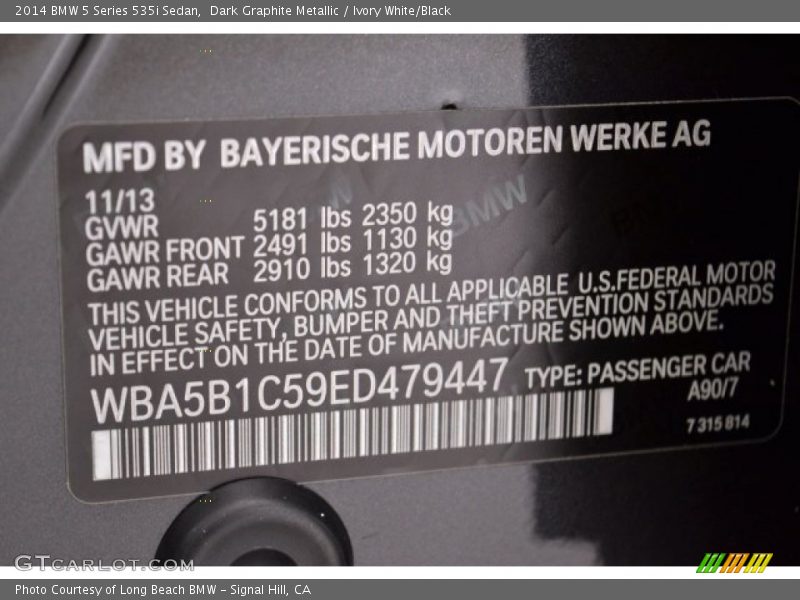 2014 BMW 5 Series 535i Sedan,  Dark Graphite Metallic / Ivory White/Black
MFD BY BAYERISCHE MOTOREN WERKE AG
11/13
GVWR 5181 lbs 2350 kg
GAWR FRONT 2491 lbs 1130 kg
GAWR REAR 2910 lbs 1320 kg
THIS VEHICLE CONFORMS TO ALL APPLICABLE U.S.FEDERAL MOTOR
VEHICLE SAFETY, BUMPER AND THEFT PREVENTION STANDARDS
IN EFFECT ON THE DATE OF MANUFACTURE SHOWN ABOVE.
WBA5B1C59ED479447 TYPE: PASSENGER CAR
A90/7
7 315 814
BMW
GTCARLOT.COM
Photo Courtesy of Long Beach BMW - Signal Hill, CA